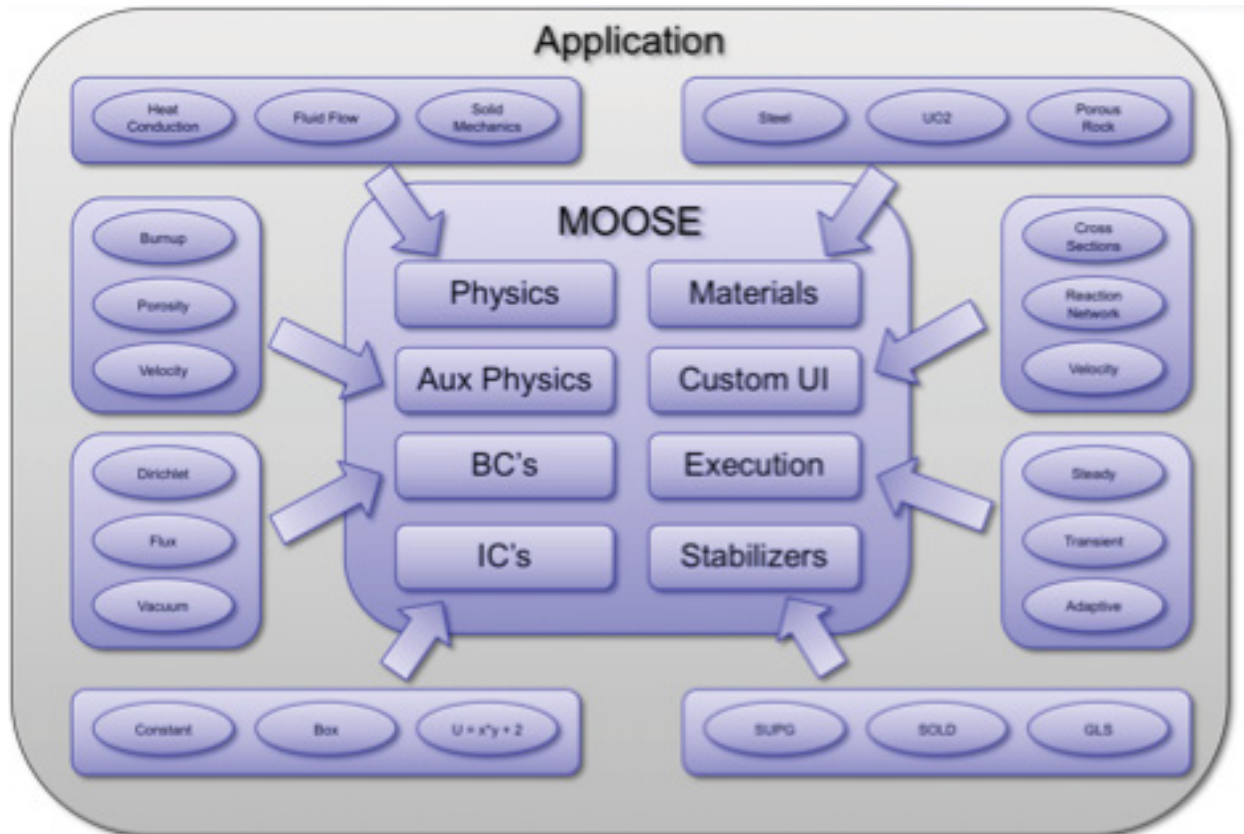 Application
Heat
Conduction
Fluid Flow
Solid
Mechanics
Steel
UO2
Porous
Rock
MOOSE
Burnup
Porosity
Velocity
Physics
Materials
Aux Physics
Custom UI
BC's
Execution
IC's
Stabilizers
Cross
Sections
Reaction
Network
Velocity
Dirichlet
Flux
Vacuum
Steady
Transient
Adaptive
Constant
Box
U = x*y + 2
SUPG
SOLD
GLS